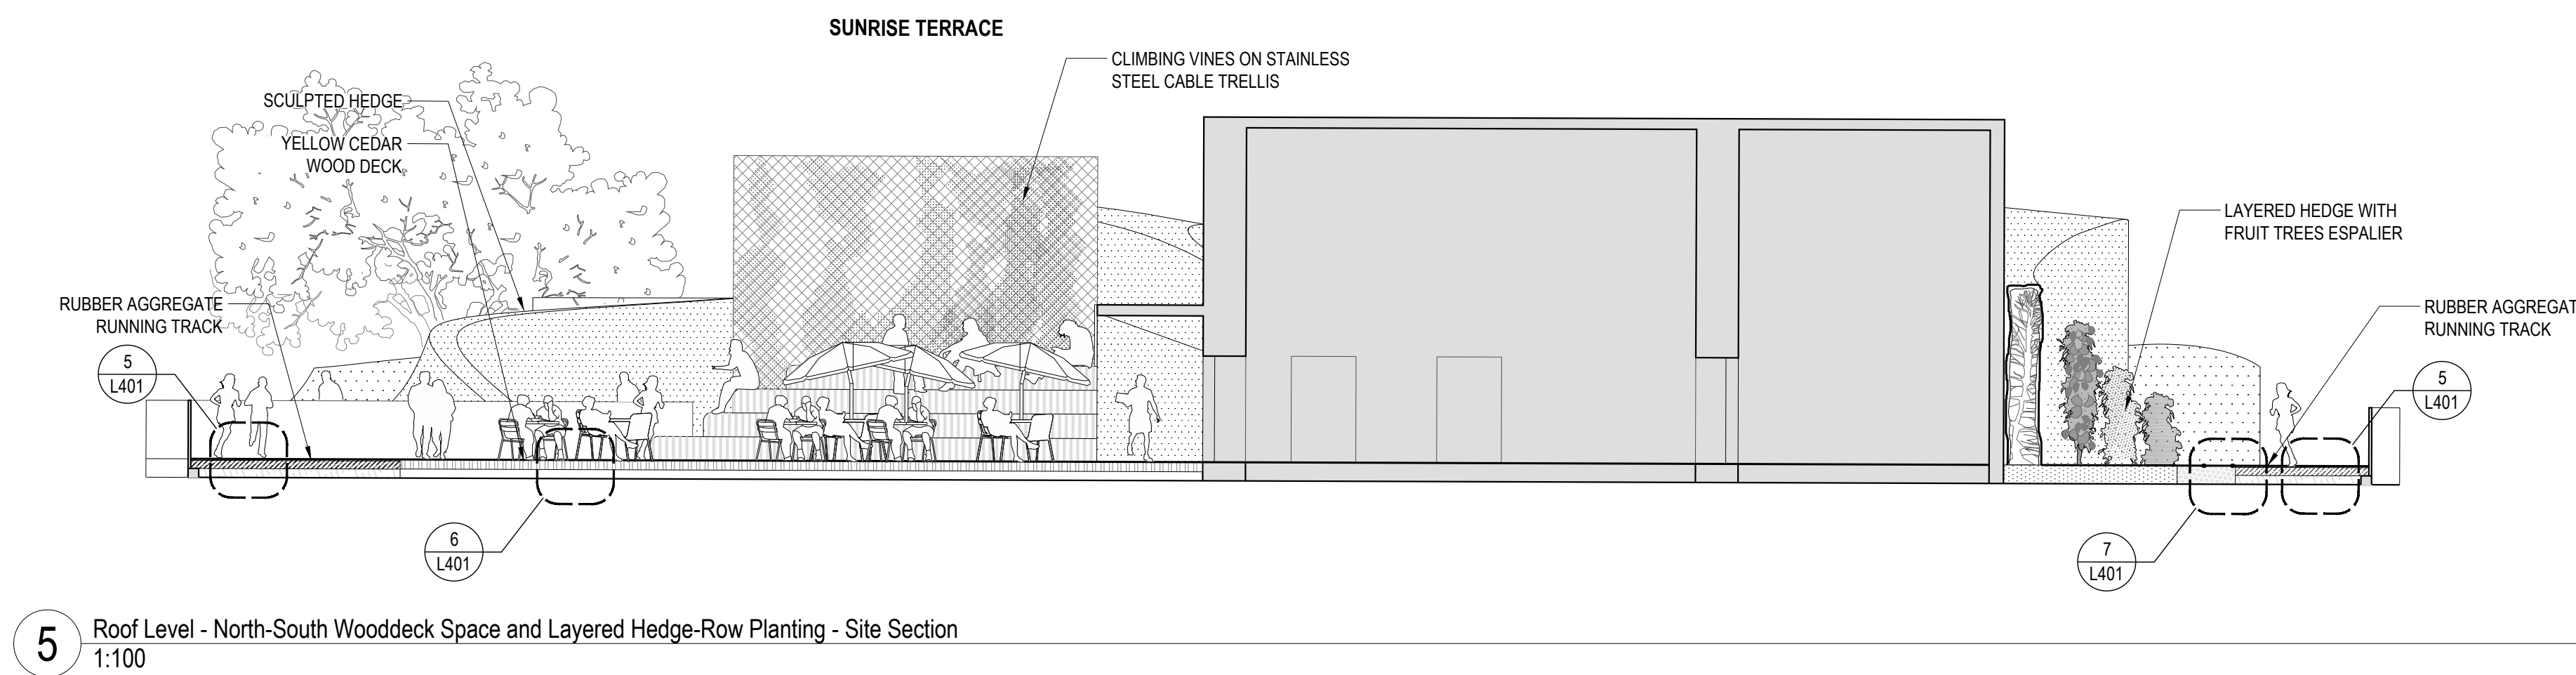 SUNRISE TERRACE
CLIMBING VINES ON STAINLESS
STEEL CABLE TRELLIS
SCULPTED HEDGE
YELLOW CEDAR
WOOD DECK
LAYERED HEDGE WITH
FRUIT TREES ESPALIER
RUBBER AGGREGATE
RUNNING TRACK
RUBBER AGGREGAT
RUNNING TRACK
5
L401
5
L401
6
L401
7
L401
5
Roof Level - North-South Wooddeck Space and Layered Hedge-Row Planting - Site Section
1:100